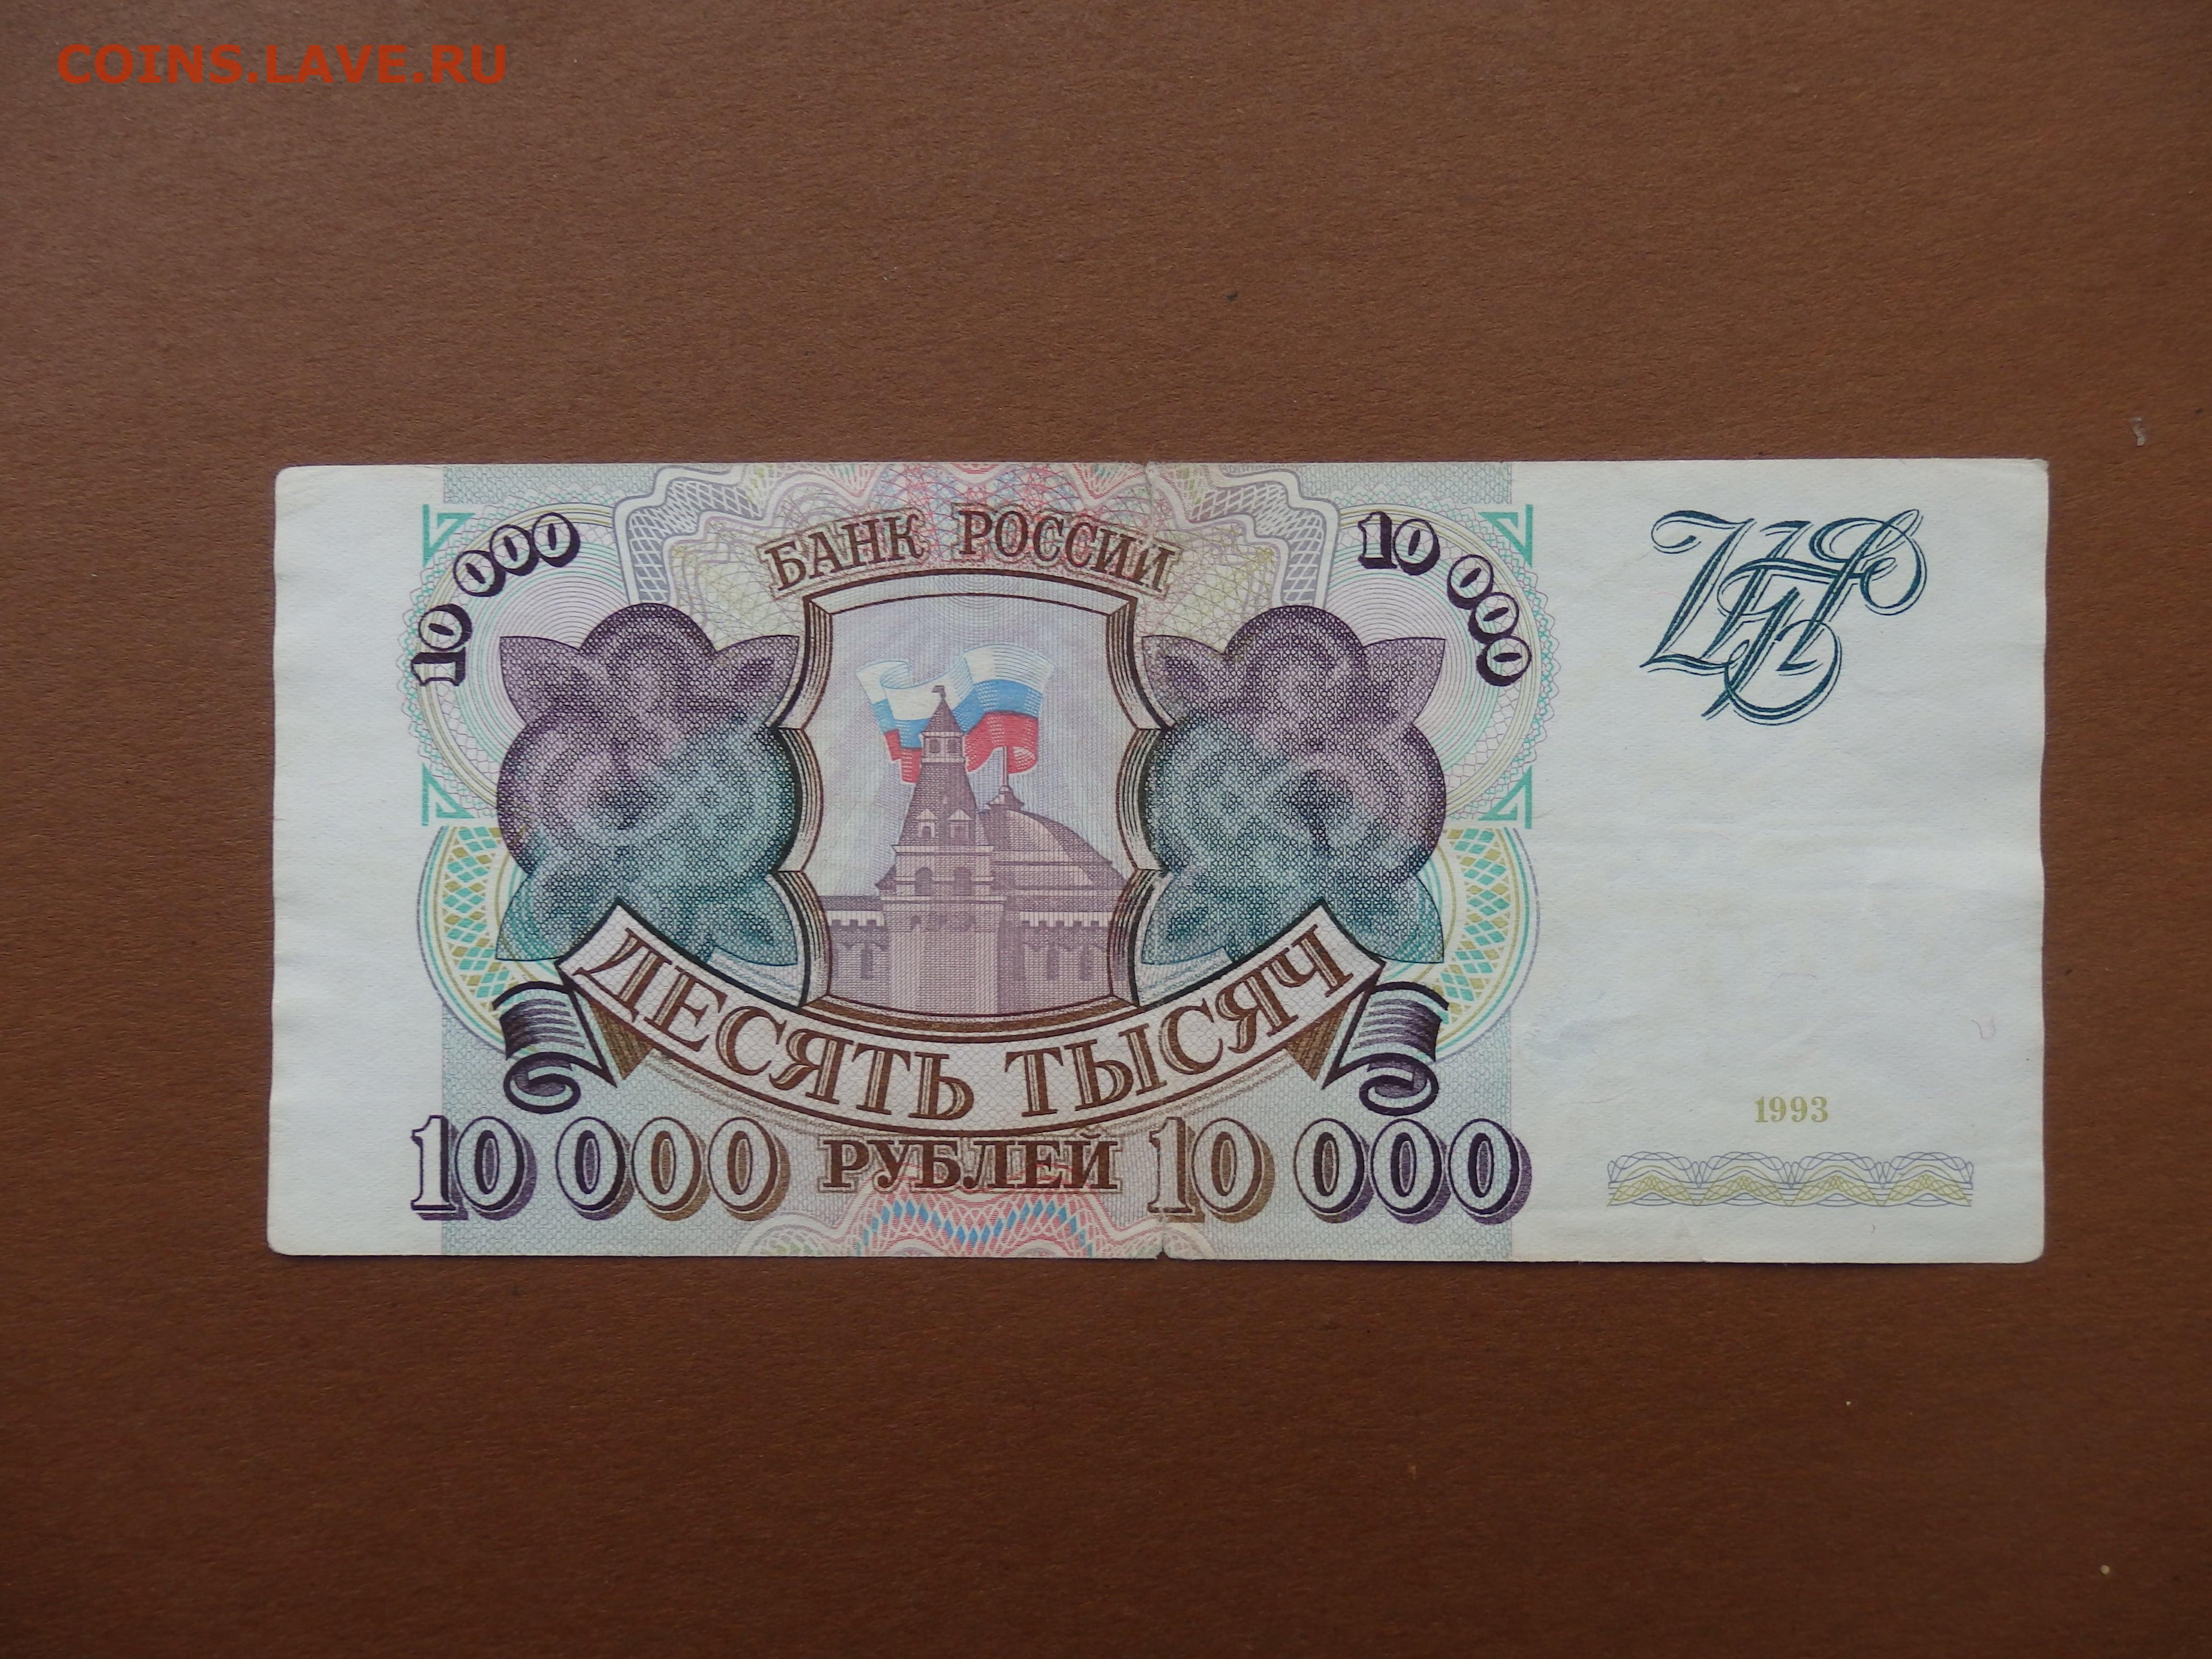 COINS.LAVE.RU
БАНК РОССИИ
10 000
10 000
ДЕСЯТЬ ТЫСЯЧ
10 000 РУБЛЕЙ 10 000
1993